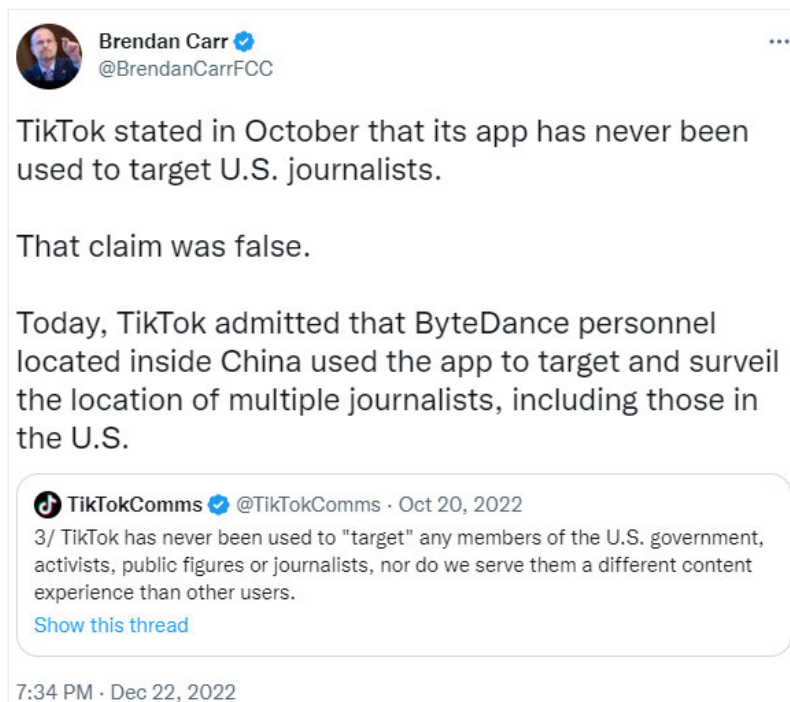 Brendan Carr
@BrendanCarrFCC
TikTok stated in October that its app has never been
used to target U.S. journalists.
That claim was false.
Today, TikTok admitted that ByteDance personnel
located inside China used the app to target and surveil
the location of multiple journalists, including those in
the U.S.
TikTokComms @TikTokComms · Oct 20, 2022
3/ TikTok has never been used to "target" any members of the U.S. government,
activists, public figures or journalists, nor do we serve them a different content
experience than other users.
Show this thread
7:34 PM · Dec 22, 2022